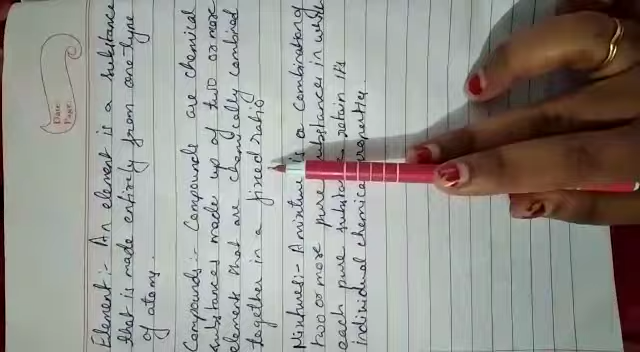 Date:
Page:
Element :- An element is a substance
that is made entirely from one type
of atoms.
Compounds :- Compounds are chemical
substances made up of two or more
elements that are chemically combined
together in a fixed ratio
Mixtures :- A mixture is a combination of
two or more pure substances in which
each pure substance retain its
individual chemical properties.